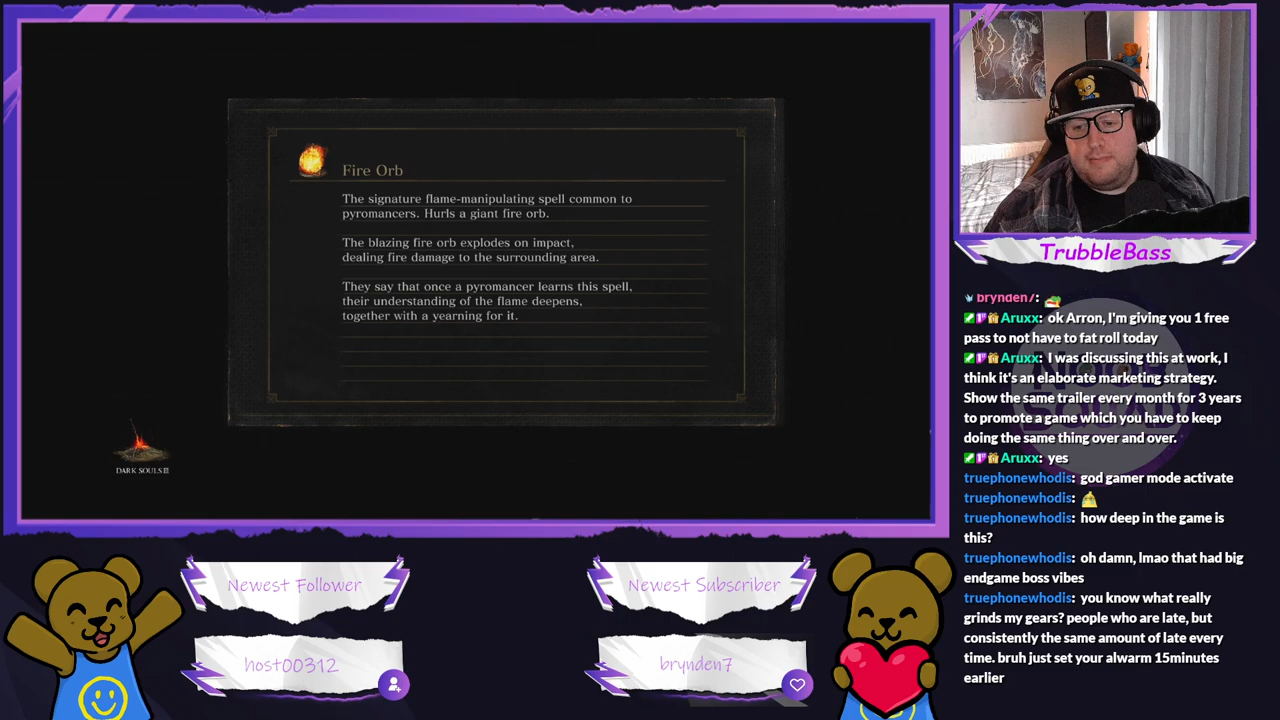 Fire Orb
The signature flame-manipulating spell common to
pyromancers. Hurls a giant fire orb.
The blazing fire orb explodes on impact,
dealing fire damage to the surrounding area.
They say that once a pyromancer learns this spell,
their understanding of the flame deepens,
together with a yearning for it.
DARK SOULS III
Newest Follower
host00312
Newest Subscriber
brynden7
TrubbleBass
brynden7:
Aruxx: ok Arron, I'm giving you 1 free
pass to not have to fat roll today
Aruxx: I was discussing this at work, I
think it's an elaborate marketing strategy.
Show the same trailer every month for 3 years
to promote a game which you have to keep
doing the same thing over and over.
Aruxx: yes
truephonewhodis: god gamer mode activate
truephonewhodis:
truephonewhodis: how deep in the game is
this?
truephonewhodis: oh damn, lmao that had big
endgame boss vibes
truephonewhodis: you know what really
grinds my gears? people who are late, but
consistently the same amount of late every
time. bruh just set your alwarm 15minutes
earlier